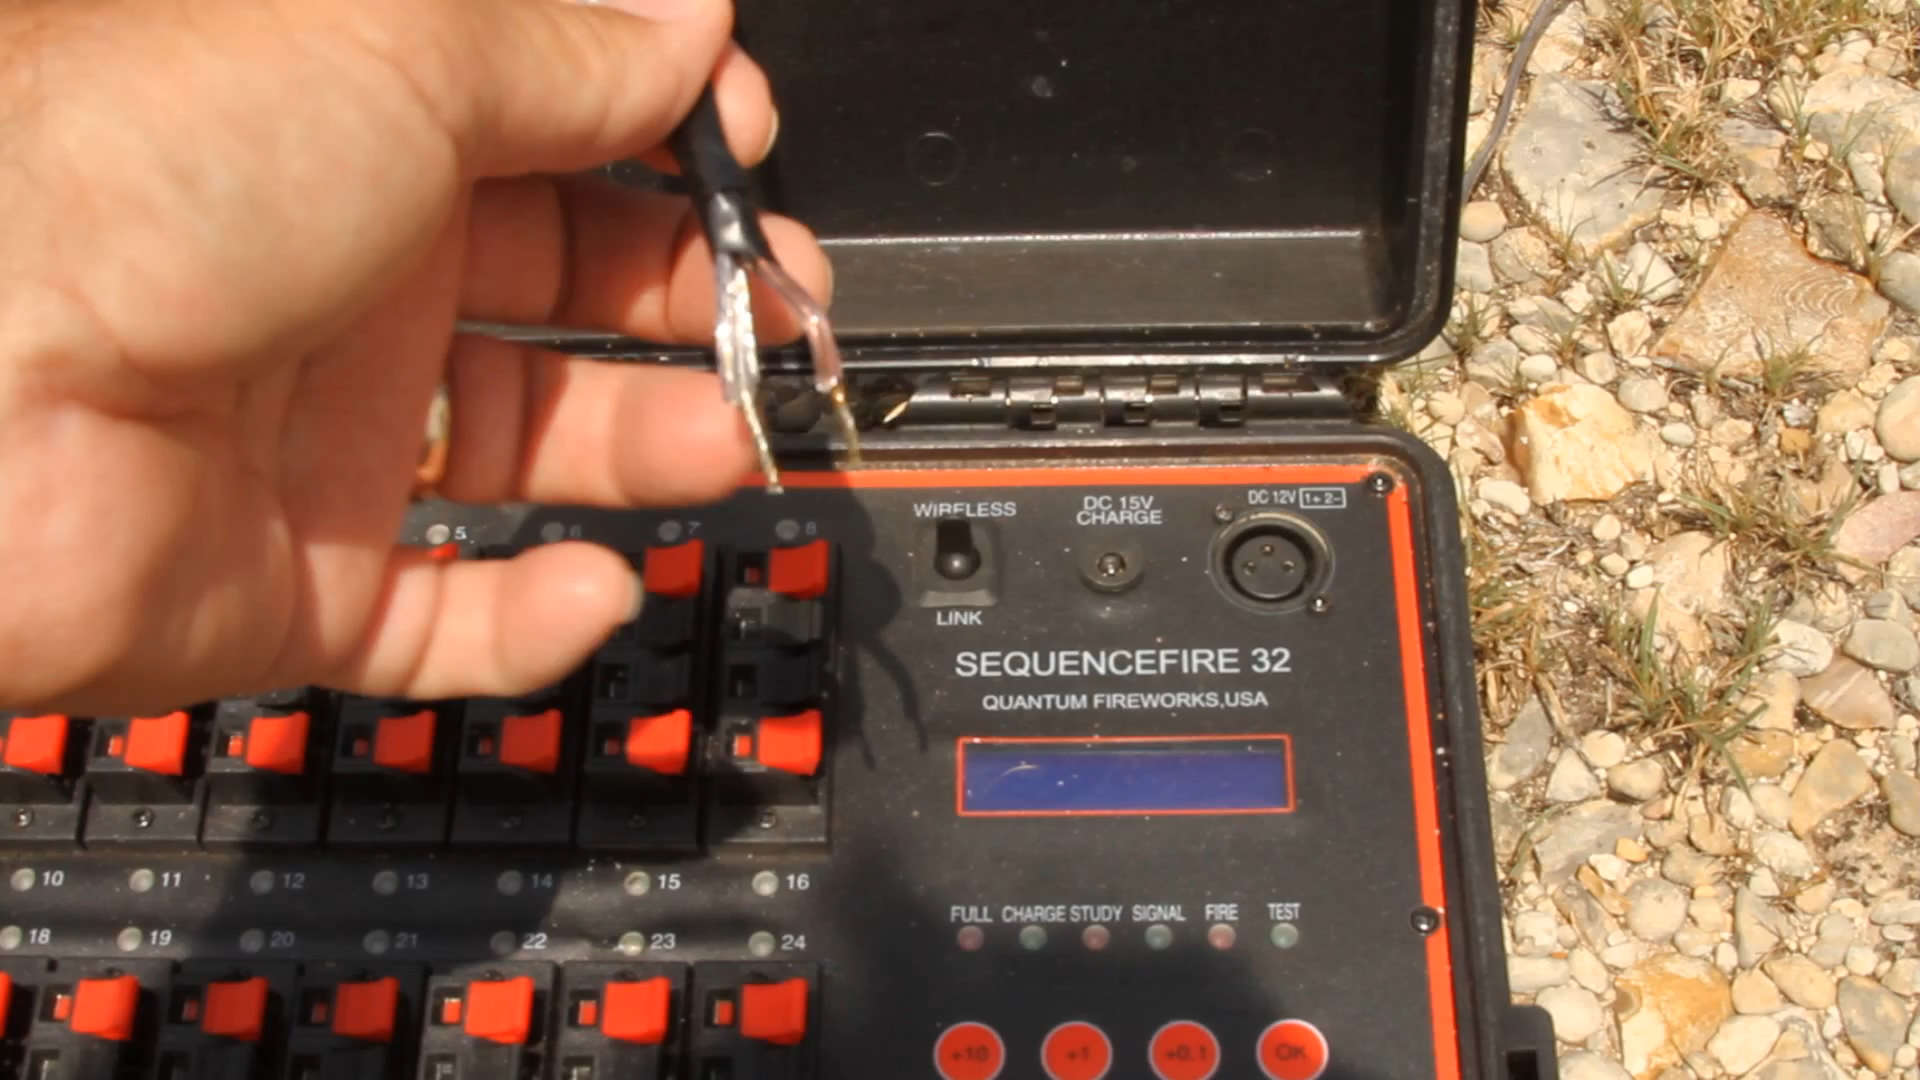 WIRELESS
DC 15V
CHARGE
DC 12V 1+ 2-
5 6 7 8
LINK
SEQUENCEFIRE 32
QUANTUM FIREWORKS,USA
10 11 12 13 14 15 16
FULL CHARGE STUDY SIGNAL FIRE TEST
18 19 20 21 22 23 24
+10 +1 +0.1 OK